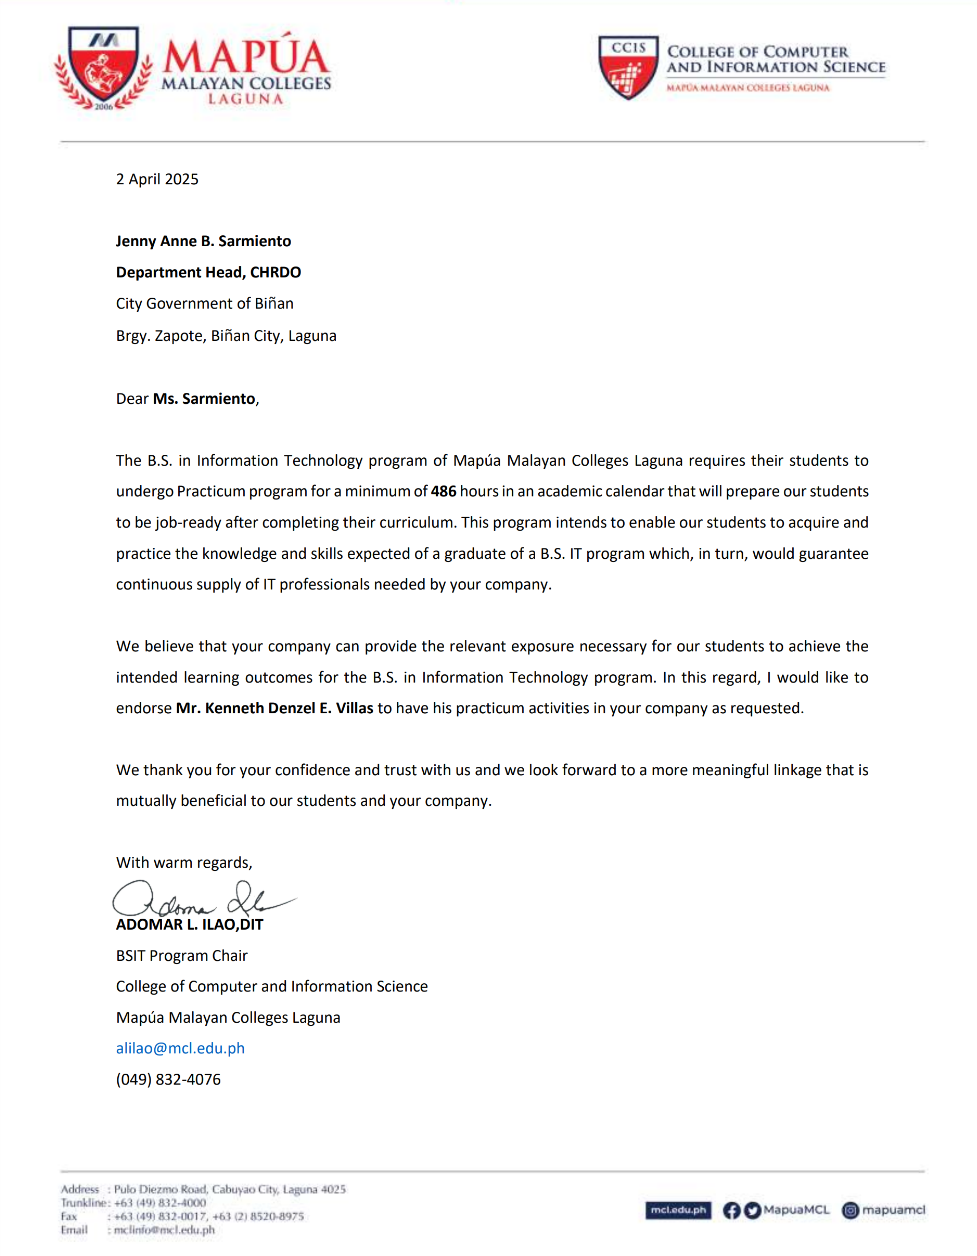 MAPÚA
MALAYAN COLLEGES
LAGUNA
2006
CCIS
COLLEGE OF COMPUTER
AND INFORMATION SCIENCE
MAPÚA MALAYAN COLLEGES LAGUNA
2 April 2025
Jenny Anne B. Sarmiento
Department Head, CHRDO
City Government of Biñan
Brgy. Zapote, Biñan City, Laguna
Dear Ms. Sarmiento,
The B.S. in Information Technology program of Mapúa Malayan Colleges Laguna requires their students to
undergo Practicum program for a minimum of 486 hours in an academic calendar that will prepare our students
to be job-ready after completing their curriculum. This program intends to enable our students to acquire and
practice the knowledge and skills expected of a graduate of a B.S. IT program which, in turn, would guarantee
continuous supply of IT professionals needed by your company.
We believe that your company can provide the relevant exposure necessary for our students to achieve the
intended learning outcomes for the B.S. in Information Technology program. In this regard, I would like to
endorse Mr. Kenneth Denzel E. Villas to have his practicum activities in your company as requested.
We thank you for your confidence and trust with us and we look forward to a more meaningful linkage that is
mutually beneficial to our students and your company.
With warm regards,
ADOMAR L. ILAO,DIT
BSIT Program Chair
College of Computer and Information Science
Mapúa Malayan Colleges Laguna
alilao@mcl.edu.ph
(049) 832-4076
Address : Pulo Diezmo Road, Cabuyao City, Laguna 4025
Trunkline : +63 (49) 832-4000
Fax : +63 (49) 832-0017, +63 (2) 8520-8975
Email : mclinfo@mcl.edu.ph
mcl.edu.ph MapuaMCL mapuamcl